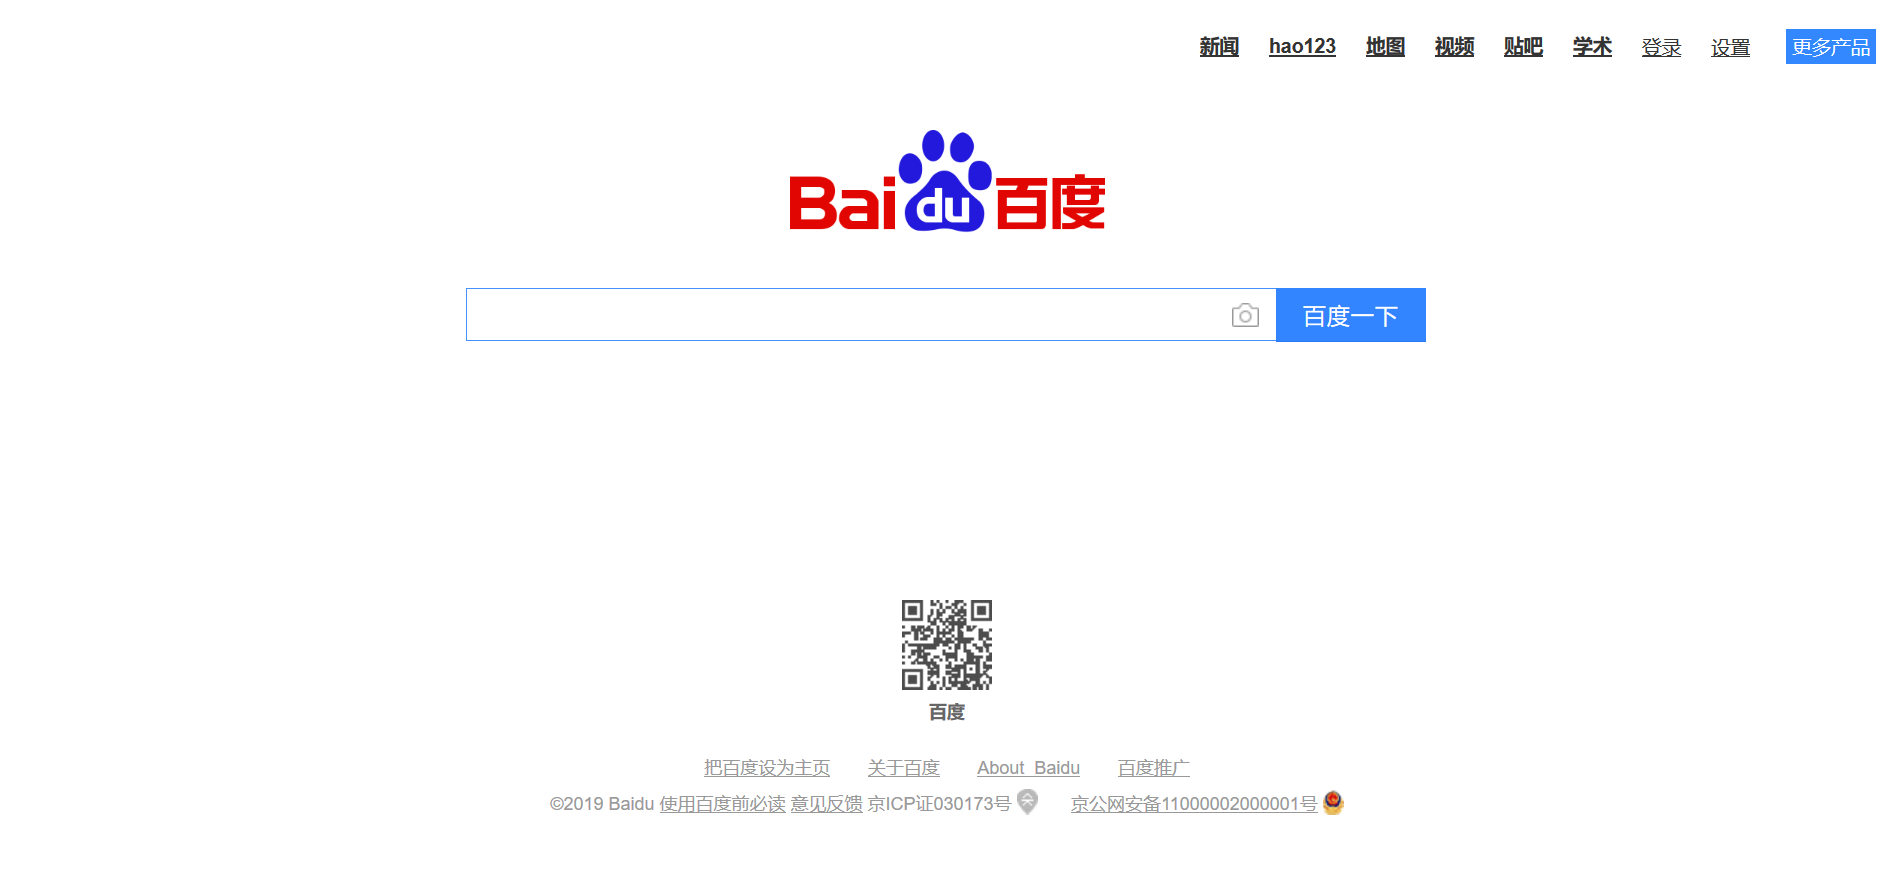 新闻 hao123 地图 视频 贴吧 学术 登录 设置 更多产品
Bai du 百度
百度一下
百度
把百度设为主页 关于百度 About Baidu 百度推广
©2019 Baidu 使用百度前必读 意见反馈 京ICP证030173号 京公网安备11000002000001号